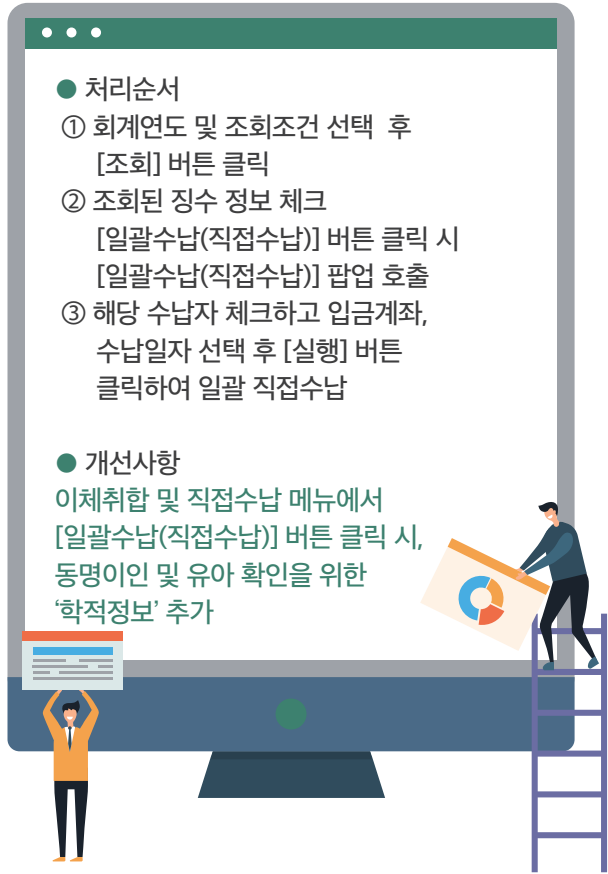 ● 처리순서
① 회계연도 및 조회조건 선택 후
[조회] 버튼 클릭
② 조회된 징수 정보 체크
[일괄수납(직접수납)] 버튼 클릭 시
[일괄수납(직접수납)] 팝업 호출
③ 해당 수납자 체크하고 입금계좌,
수납일자 선택 후 [실행] 버튼
클릭하여 일괄 직접수납
● 개선사항
이체취합 및 직접수납 메뉴에서
[일괄수납(직접수납)] 버튼 클릭 시,
동명이인 및 유아 확인을 위한
‘학적정보’ 추가